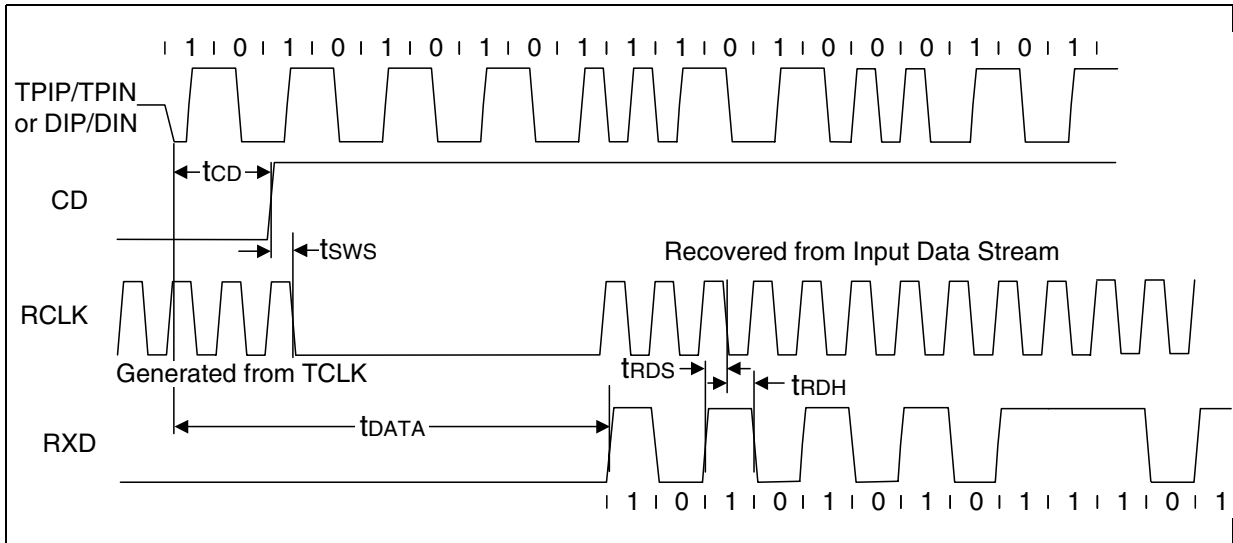 1 0 1 0 1 0 1 0 1 1 1 0 1 0 0 0 1 0 1
TPIP/TPIN
or DIP/DIN
tCD
CD
tSWS
Recovered from Input Data Stream
RCLK
Generated from TCLK
tRDS
tRDH
tDATA
RXD
1 0 1 0 1 0 1 0 1 1 1 0 1